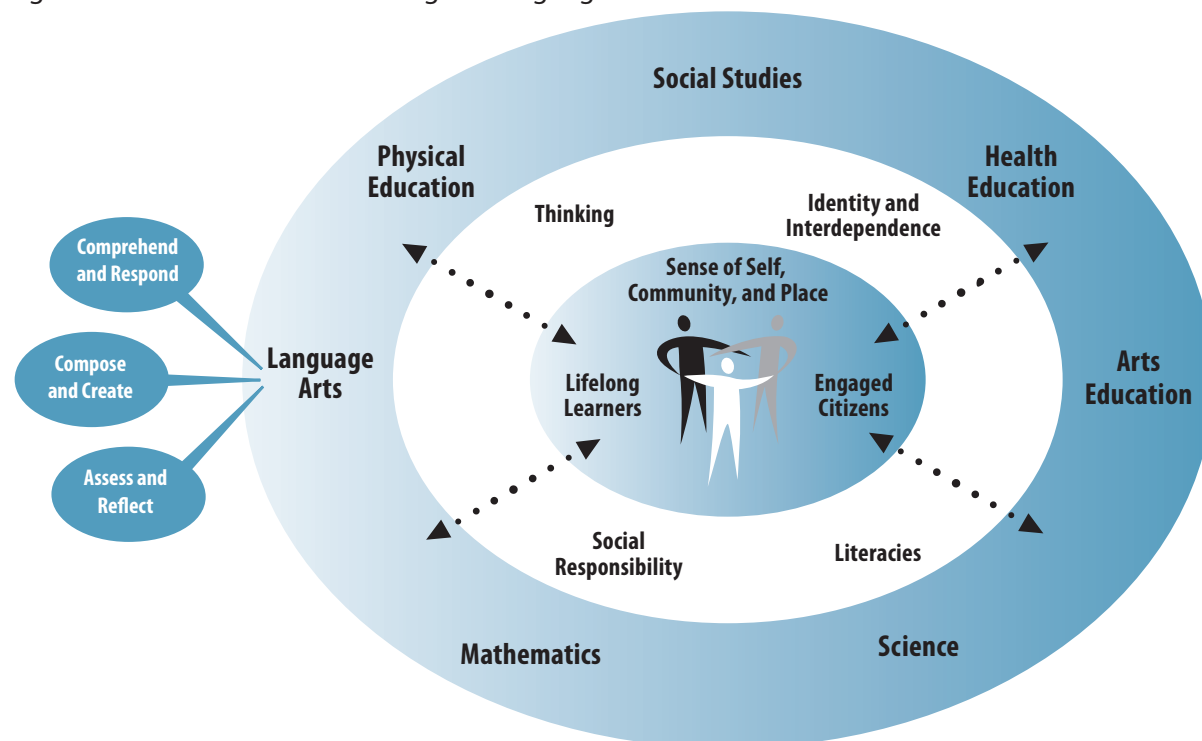 Social Studies
Physical
Education
Health
Education
Thinking
Identity and
Interdependence
Comprehend
and Respond
Sense of Self,
Community, and Place
Language
Arts
Compose
and Create
Lifelong
Learners
Engaged
Citizens
Arts
Education
Assess and
Reflect
Social
Responsibility
Literacies
Mathematics
Science